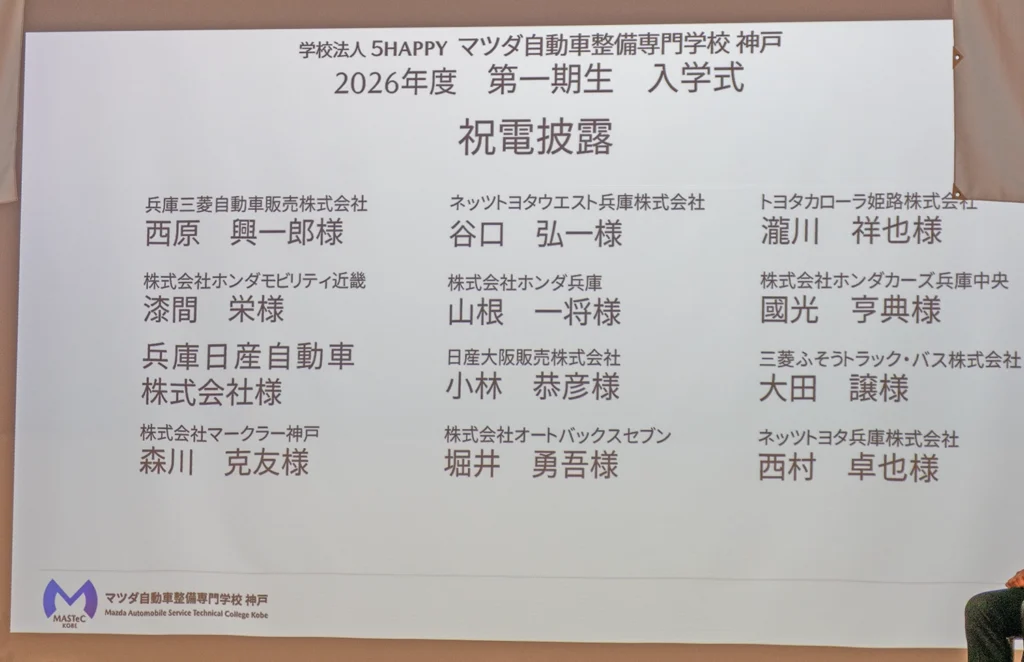 学校法人 5HAPPY マツダ自動車整備専門学校 神戸
2026年度 第一期生 入学式
祝電披露
兵庫三菱自動車販売株式会社
西原 興一郎様
ネッツトヨタウエスト兵庫株式会社
谷口 弘一様
トヨタカローラ姫路株式会社
瀧川 祥也様
株式会社ホンダモビリティ近畿
漆間 栄様
株式会社ホンダ兵庫
山根 一将様
株式会社ホンダカーズ兵庫中央
國光 亨典様
兵庫日産自動車
株式会社様
日産大阪販売株式会社
小林 恭彦様
三菱ふそうトラック・バス株式会社
大田 譲様
株式会社マークラー神戸
森川 克友様
株式会社オートバックスセブン
堀井 勇吾様
ネッツトヨタ兵庫株式会社
西村 卓也様
MASTeC
KOBE
マツダ自動車整備専門学校 神戸
Mazda Automobile Service Technical College Kobe